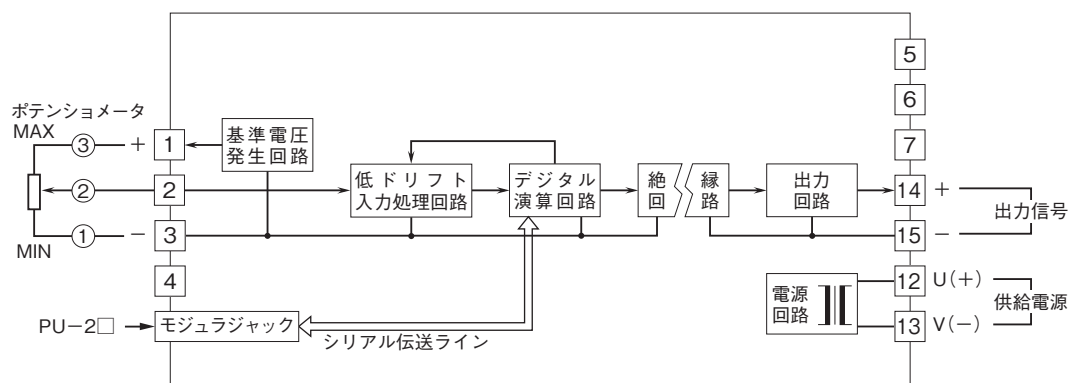 ポテンショメータ
MAX
③
+
1
基準電圧
発生回路
②
2
低ドリフト
入力処理回路
デジタル
演算回路
絶 縁
回 路
出力
回路
①
−
3
MIN
4
PU−2□
モジュラジャック
シリアル伝送ライン
5
6
7
14
+
出力信号
15
−
電源
回路
12
U(+)
供給電源
13
V(−)